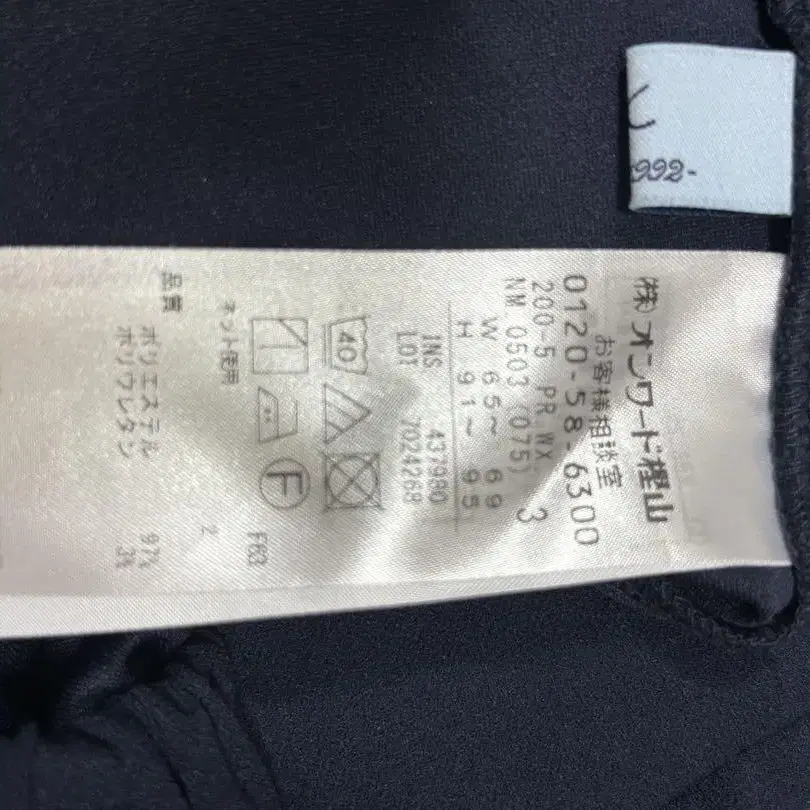 992-
(株)オンワード樫山
お客様相談室
0120-58-6300
200-5 PR WX
NM 0503 (075) 3
W 65～ 69
H 91～ 95
INS 437980
LOT 7024268
40
F
ネット使用
F63
品質 2
ポリエステル 97%
ポリウレタン 3%